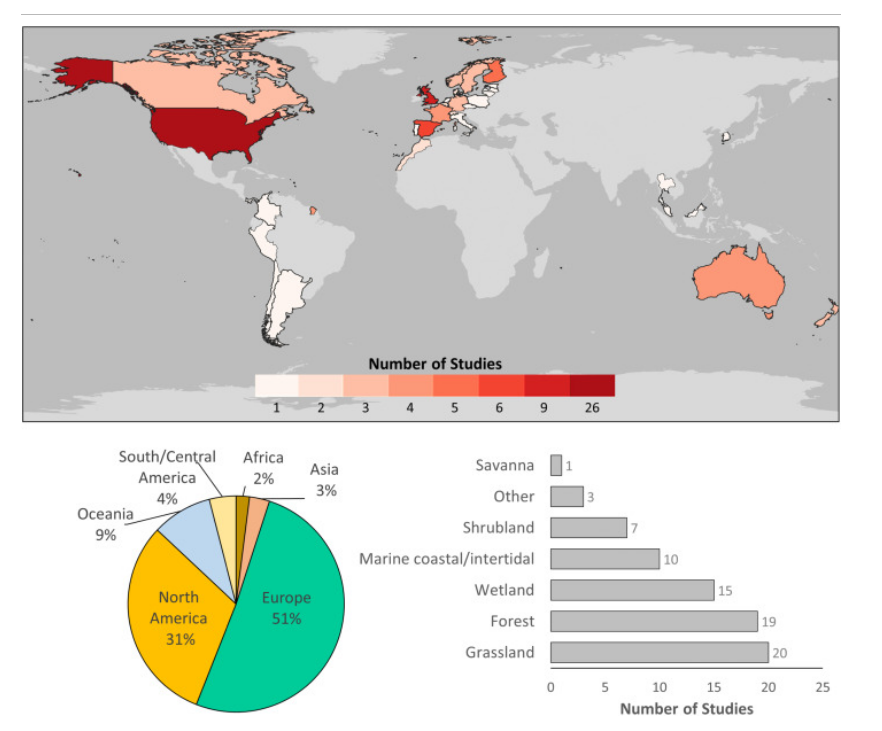 Number of Studies
1 2 3 4 5 6 9 26
South/Central
America
4%
Africa
2%
Asia
3%
Oceania
9%
North
America
31%
Europe
51%
Savanna 1
Other 3
Shrubland 7
Marine coastal/intertidal 10
Wetland 15
Forest 19
Grassland 20
0 5 10 15 20 25
Number of Studies